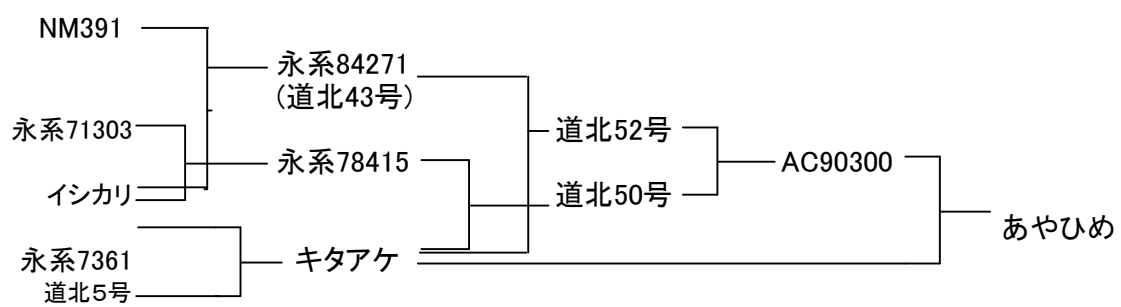 NM391
永系84271
(道北43号)
永系71303
道北52号
永系78415
AC90300
イシカリ
道北50号
あやひめ
永系7361
キタアケ
道北5号